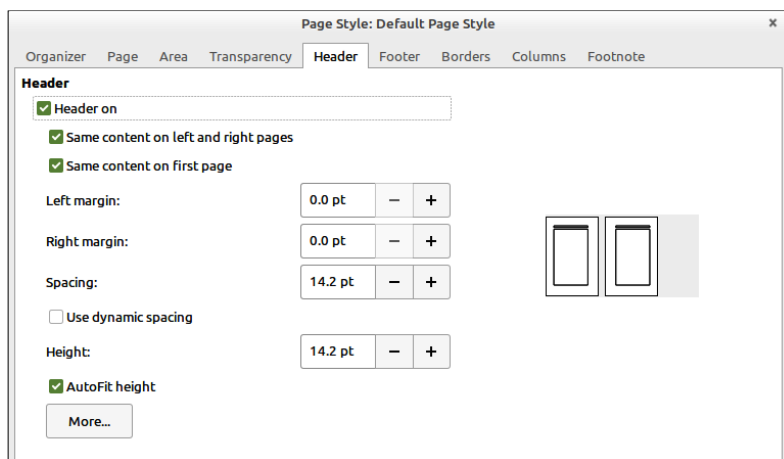 Page Style: Default Page Style x
Organizer Page Area Transparency Header Footer Borders Columns Footnote
Header
Header on
Same content on left and right pages
Same content on first page
Left margin: 0.0 pt − +
Right margin: 0.0 pt − +
Spacing: 14.2 pt − +
Use dynamic spacing
Height: 14.2 pt − +
AutoFit height
More...